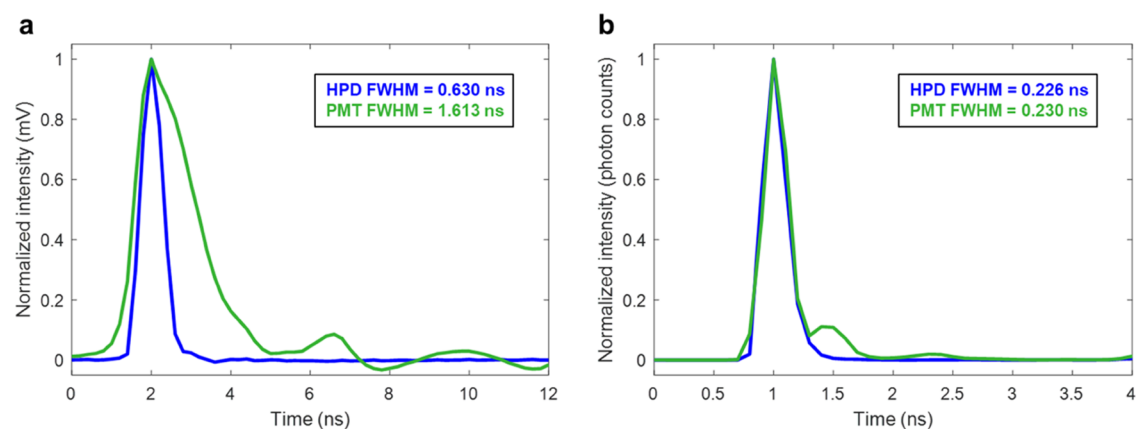 a
HPD FWHM = 0.630 ns
PMT FWHM = 1.613 ns
Normalized intensity (mV)
1
0.8
0.6
0.4
0.2
0
0 2 4 6 8 10 12
Time (ns)
b
HPD FWHM = 0.226 ns
PMT FWHM = 0.230 ns
Normalized intensity (photon counts)
1
0.8
0.6
0.4
0.2
0
0 0.5 1 1.5 2 2.5 3 3.5 4
Time (ns)